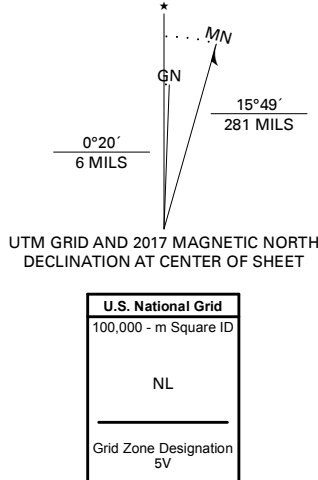 ★
MN
GN
15°49´
281 MILS
0°20´
6 MILS
UTM GRID AND 2017 MAGNETIC NORTH
DECLINATION AT CENTER OF SHEET
U.S. National Grid
100,000 - m Square ID
NL
Grid Zone Designation
5V